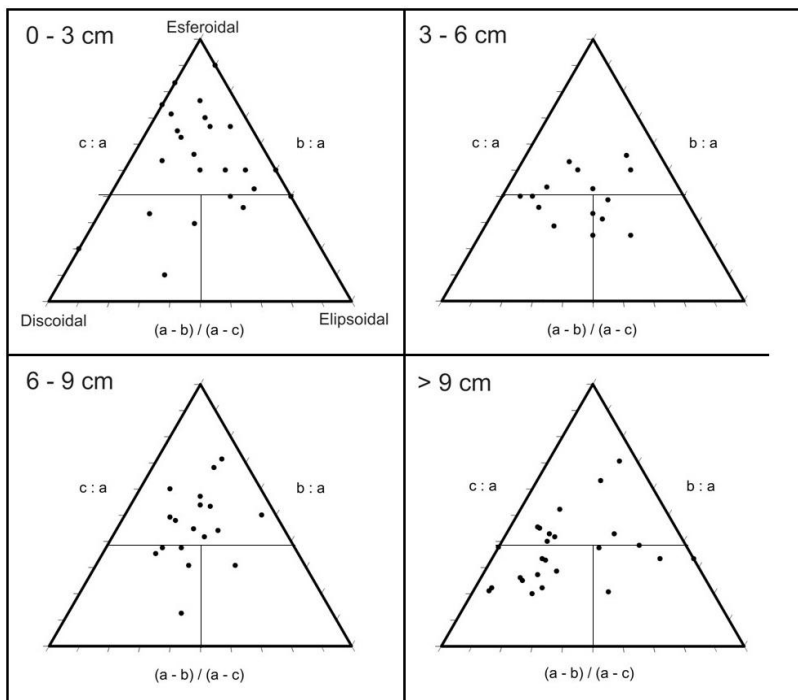 0 - 3 cm
Esferoidal
c : a
b : a
Discoidal
Elipsoidal
(a - b) / (a - c)
3 - 6 cm
c : a
b : a
(a - b) / (a - c)
6 - 9 cm
c : a
b : a
(a - b) / (a - c)
> 9 cm
c : a
b : a
(a - b) / (a - c)